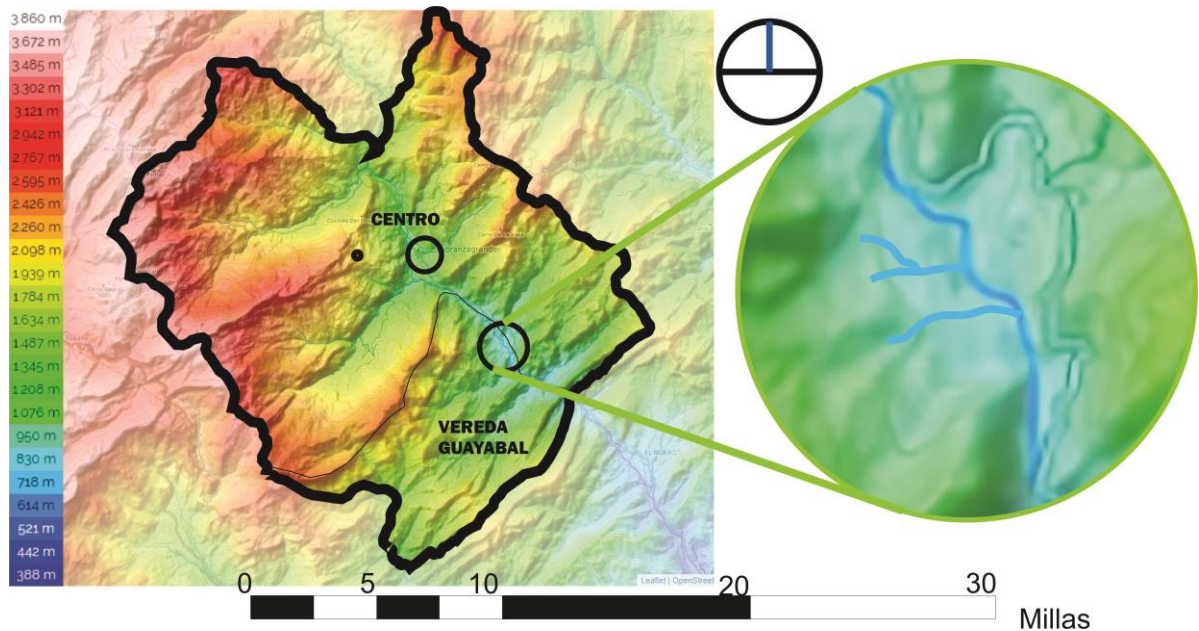 3 860 m
3 672 m
3 485 m
3 302 m
3 121 m
2 942 m
2 767 m
2 595 m
2 426 m
2 260 m
2 098 m
1 939 m
1 784 m
1 634 m
1 487 m
1 345 m
1 208 m
1 076 m
950 m
830 m
718 m
614 m
521 m
442 m
388 m
CENTRO
VEREDA
GUAYABAL
EL MORRO
Leaflet | OpenStreet
0 5 10 20 30
Millas